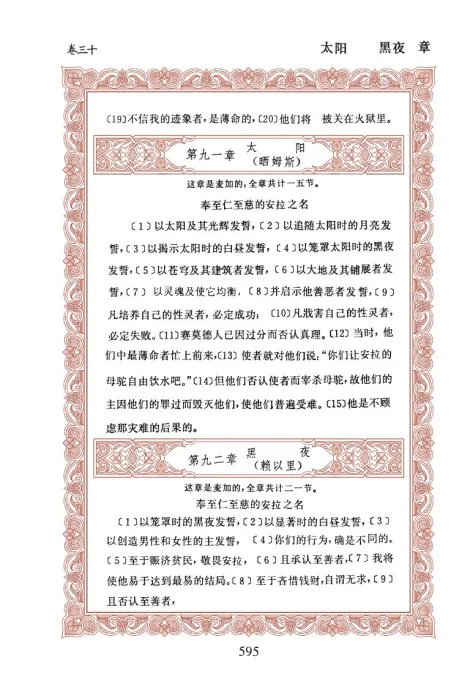 卷三十
太阳 黑夜 章
〔19〕不信我的迹象者，是薄命的，〔20〕他们将 被关在火狱里。
第九一章 太 阳
（晒姆斯）
这章是麦加的，全章共计一五节。
奉至仁至慈的安拉之名
〔1〕以太阳及其光辉发誓，〔2〕以追随太阳时的月亮发
誓，〔3〕以揭示太阳时的白昼发誓，〔4〕以笼罩太阳时的黑夜
发誓，〔5〕以苍穹及其建筑者发誓，〔6〕以大地及其铺展者发
誓，〔7〕以灵魂及使它均衡，〔8〕并启示他善恶者发誓，〔9〕
凡培养自己的性灵者，必定成功；〔10〕凡戕害自己的性灵者，
必定失败。〔11〕赛莫德人已因过分而否认真理。〔12〕当时，他
们中最薄命者忙上前来，〔13〕使者就对他们说：“你们让安拉的
母驼自由饮水吧。”〔14〕但他们否认使者而宰杀母驼，故他们的
主因他们的罪过而毁灭他们，使他们普遍受难。〔15〕他是不顾
虑那灾难的后果的。
第九二章 黑 夜
（赖以里）
这章是麦加的，全章共计二一节。
奉至仁至慈的安拉之名
〔1〕以笼罩时的黑夜发誓，〔2〕以显著时的白昼发誓，〔3〕
以创造男性和女性的主发誓， 〔4〕你们的行为，确是不同的。
〔5〕至于赈济贫民，敬畏安拉，〔6〕且承认至善者，〔7〕我将
使他易于达到最易的结局。〔8〕至于吝惜钱财，自谓无求，〔9〕
且否认至善者，
595